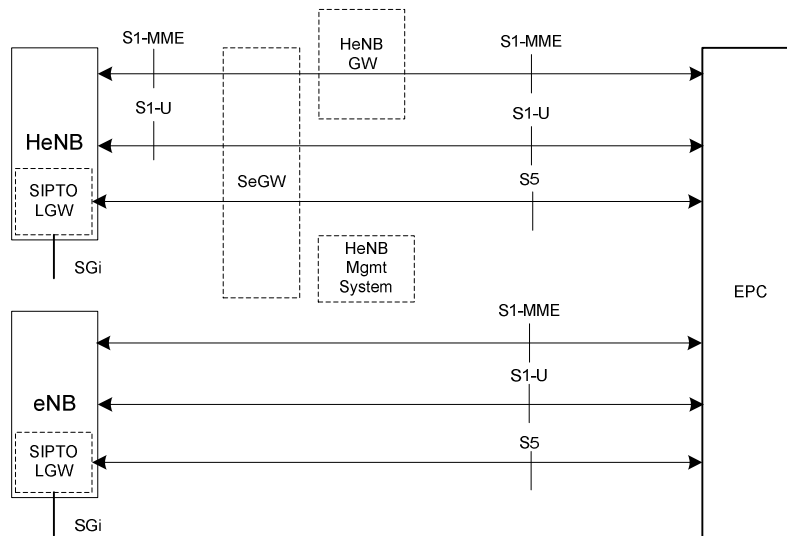 S1-MME
HeNB
GW
S1-MME
S1-U
S1-U
HeNB
SeGW
S5
SIPTO
LGW
SGi
HeNB
Mgmt
System
EPC
S1-MME
S1-U
eNB
S5
SIPTO
LGW
SGi